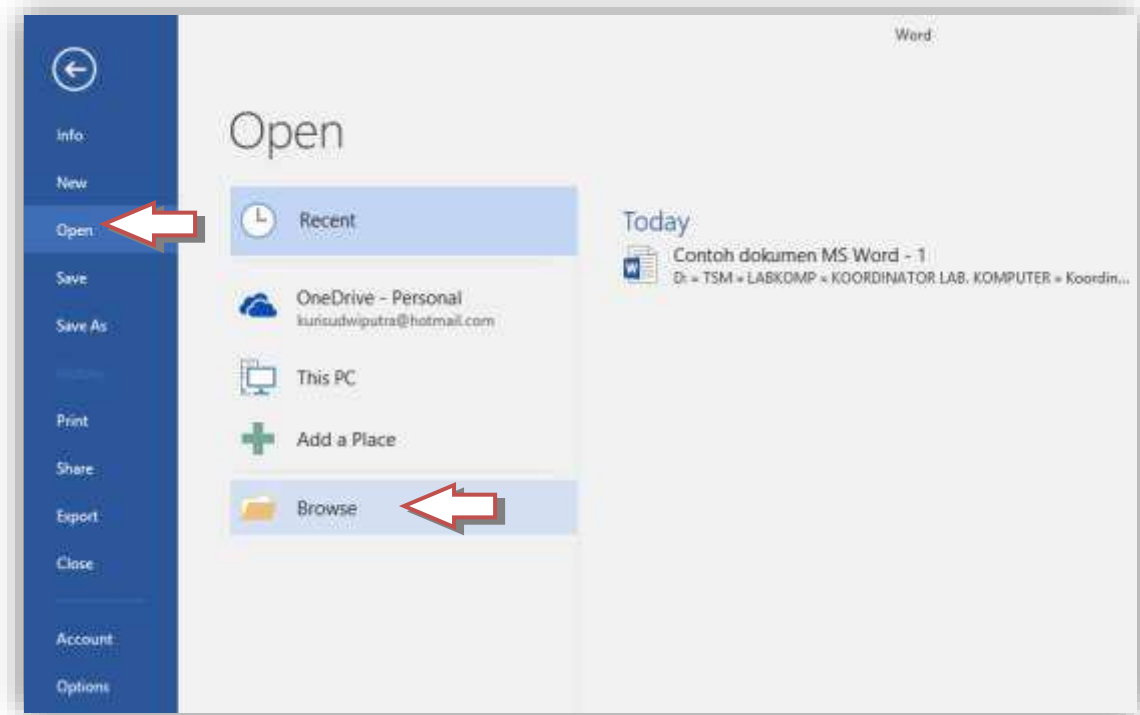 Word
Info
New
Open
Save
Save As
Print
Share
Export
Close
Account
Options
Open
Recent
OneDrive - Personal
kurisudwiputra@hotmail.com
This PC
Add a Place
Browse
Today
Contoh dokumen MS Word - 1
D: » TSM » LABKOMP » KOORDINATOR LAB. KOMPUTER » Koordin...